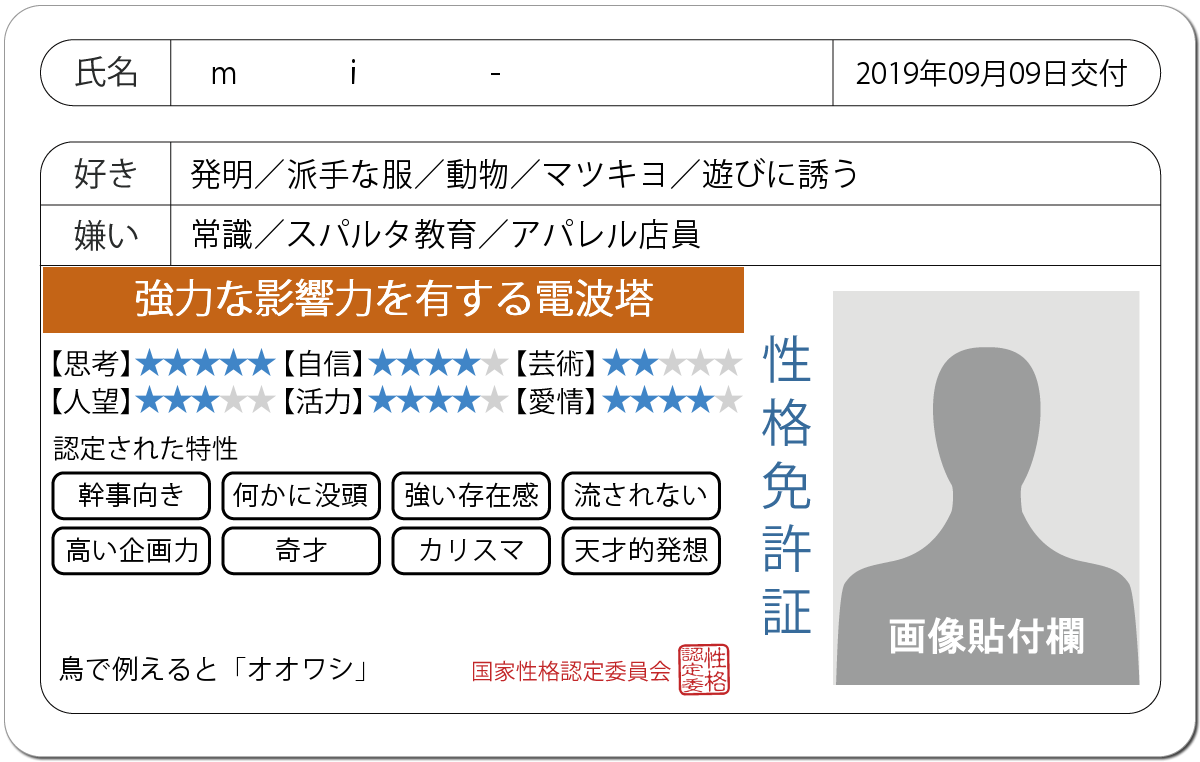 氏名 m i - 2019年09月09日交付
好き 発明／派手な服／動物／マツキヨ／遊びに誘う
嫌い 常識／スパルタ教育／アパレル店員
強力な影響力を有する電波塔
【思考】★★★★★【自信】★★★★★【芸術】★★★★★
【人望】★★★★★【活力】★★★★★【愛情】★★★★★
認定された特性
幹事向き 何かに没頭 強い存在感 流されない
高い企画力 奇才 カリスマ 天才的発想
鳥で例えると「オオワシ」 国家性格認定委員会
性格認定委
性格免許証
画像貼付欄